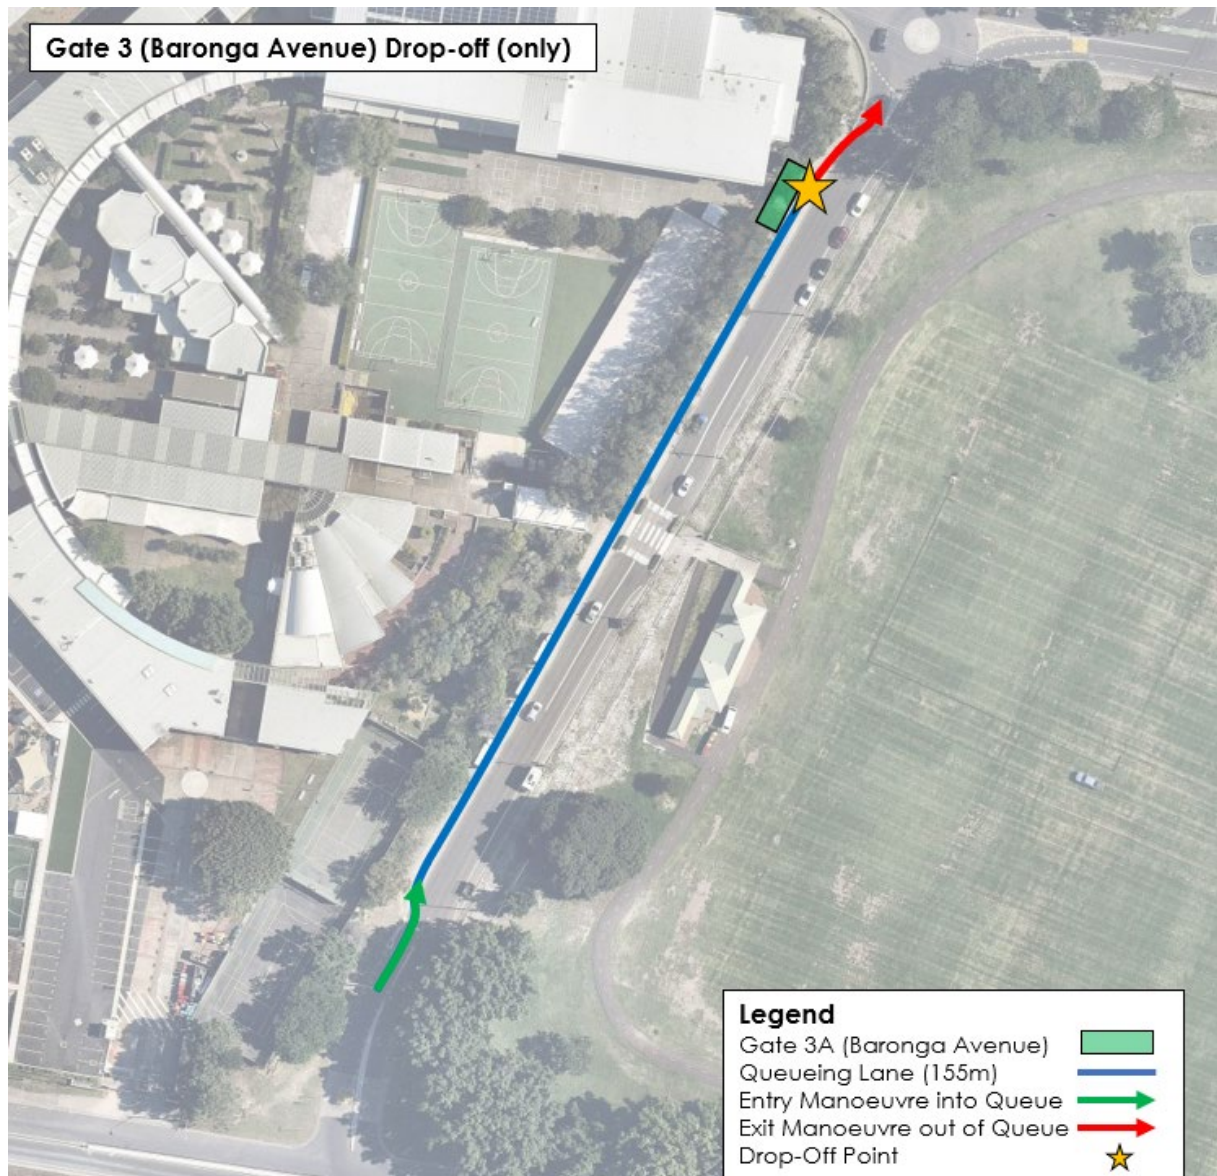 Gate 3 (Baronga Avenue) Drop-off (only)
Legend
Gate 3A (Baronga Avenue)
Queueing Lane (155m)
Entry Manoeuvre into Queue
Exit Manoeuvre out of Queue
Drop-Off Point